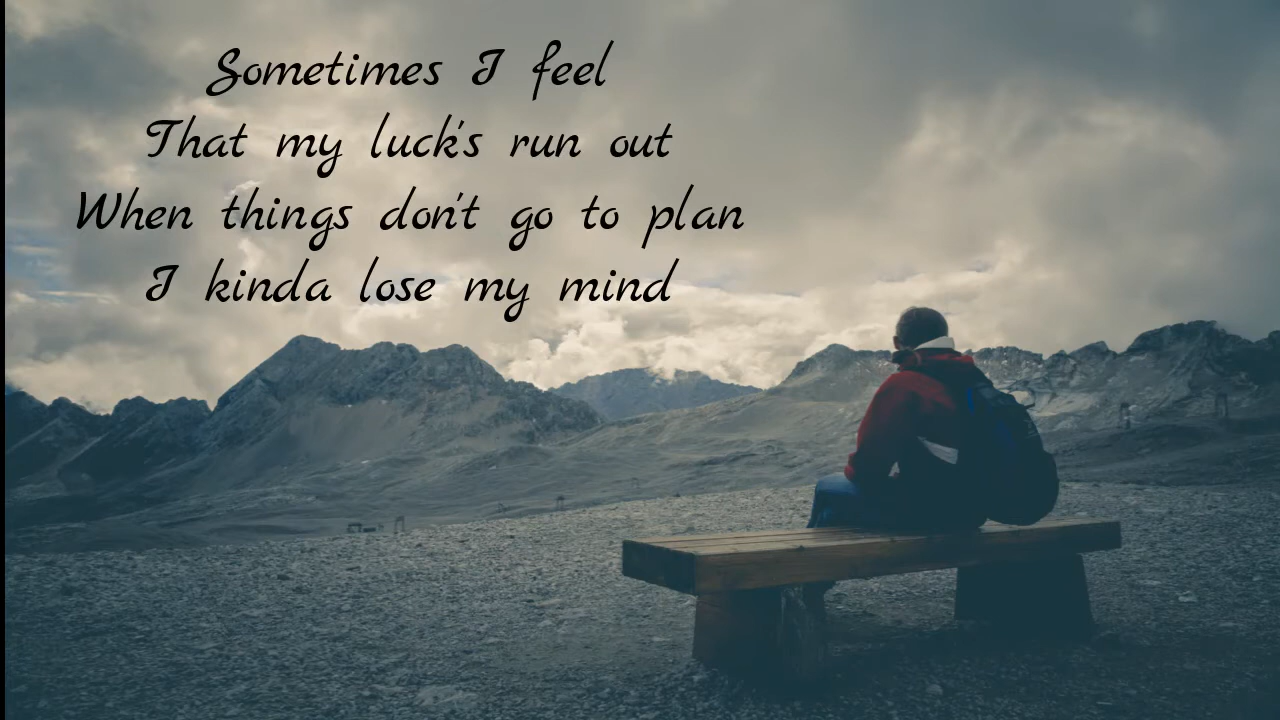 Sometimes I feel
That my luck's run out
When things don't go to plan
I kinda lose my mind